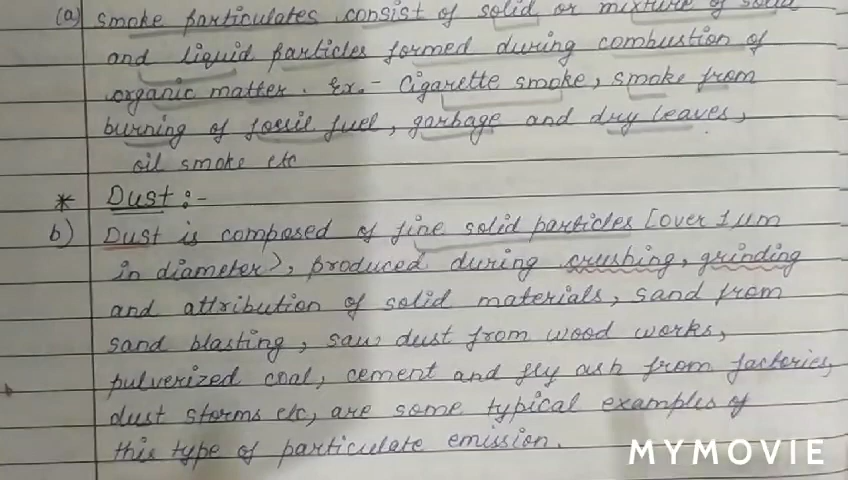 (a) smoke particulates consist of solid or mixture of solid
and liquid particles formed during combustion of
organic matter. Ex.- Cigarette smoke, smoke from
burning of fossil fuel, garbage and dry leaves,
oil smoke etc
* Dust:-
b) Dust is composed of fine solid particles [over 1 um
in diameter), produced during crushing, grinding
and attribution of solid materials, sand from
sand blasting, saw dust from wood works,
pulverized coal, cement and fly ash from factories,
dust storms etc, are some typical examples of
this type of particulate emission.
MYMOVIE